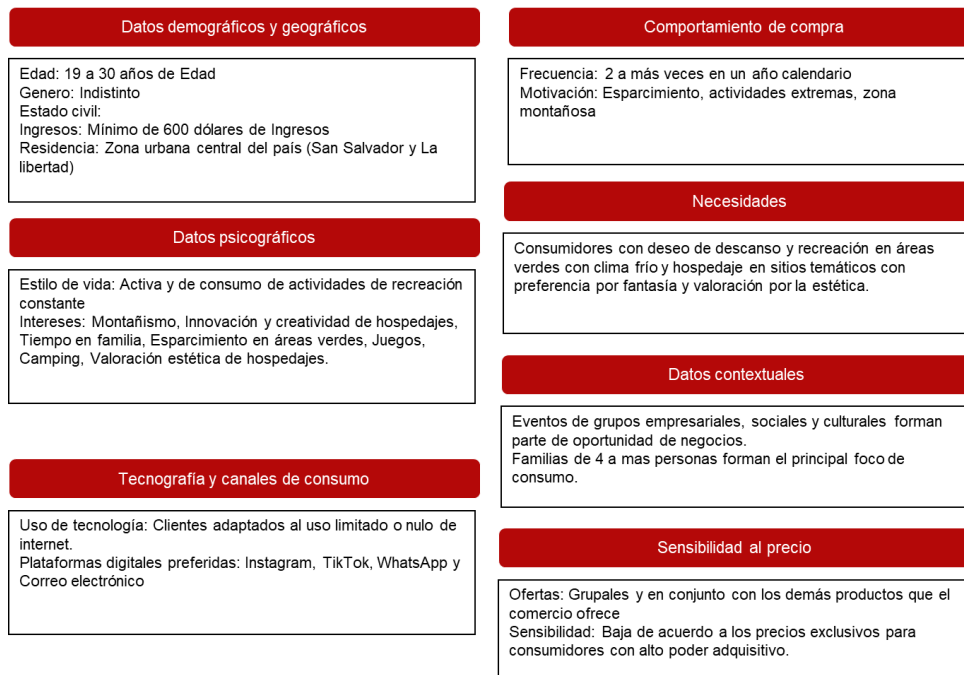 Datos demográficos y geográficos
Edad: 19 a 30 años de Edad
Genero: Indistinto
Estado civil:
Ingresos: Mínimo de 600 dólares de Ingresos
Residencia: Zona urbana central del país (San Salvador y La
libertad)
Datos psicográficos
Estilo de vida: Activa y de consumo de actividades de recreación
constante
Intereses: Montañismo, Innovación y creatividad de hospedajes,
Tiempo en familia, Esparcimiento en áreas verdes, Juegos,
Camping, Valoración estética de hospedajes.
Tecnografía y canales de consumo
Uso de tecnología: Clientes adaptados al uso limitado o nulo de
internet.
Plataformas digitales preferidas: Instagram, TikTok, WhatsApp y
Correo electrónico
Comportamiento de compra
Frecuencia: 2 a más veces en un año calendario
Motivación: Esparcimiento, actividades extremas, zona
montañosa
Necesidades
Consumidores con deseo de descanso y recreación en áreas
verdes con clima frío y hospedaje en sitios temáticos con
preferencia por fantasía y valoración por la estética.
Datos contextuales
Eventos de grupos empresariales, sociales y culturales forman
parte de oportunidad de negocios.
Familias de 4 a mas personas forman el principal foco de
consumo.
Sensibilidad al precio
Ofertas: Grupales y en conjunto con los demás productos que el
comercio ofrece
Sensibilidad: Baja de acuerdo a los precios exclusivos para
consumidores con alto poder adquisitivo.